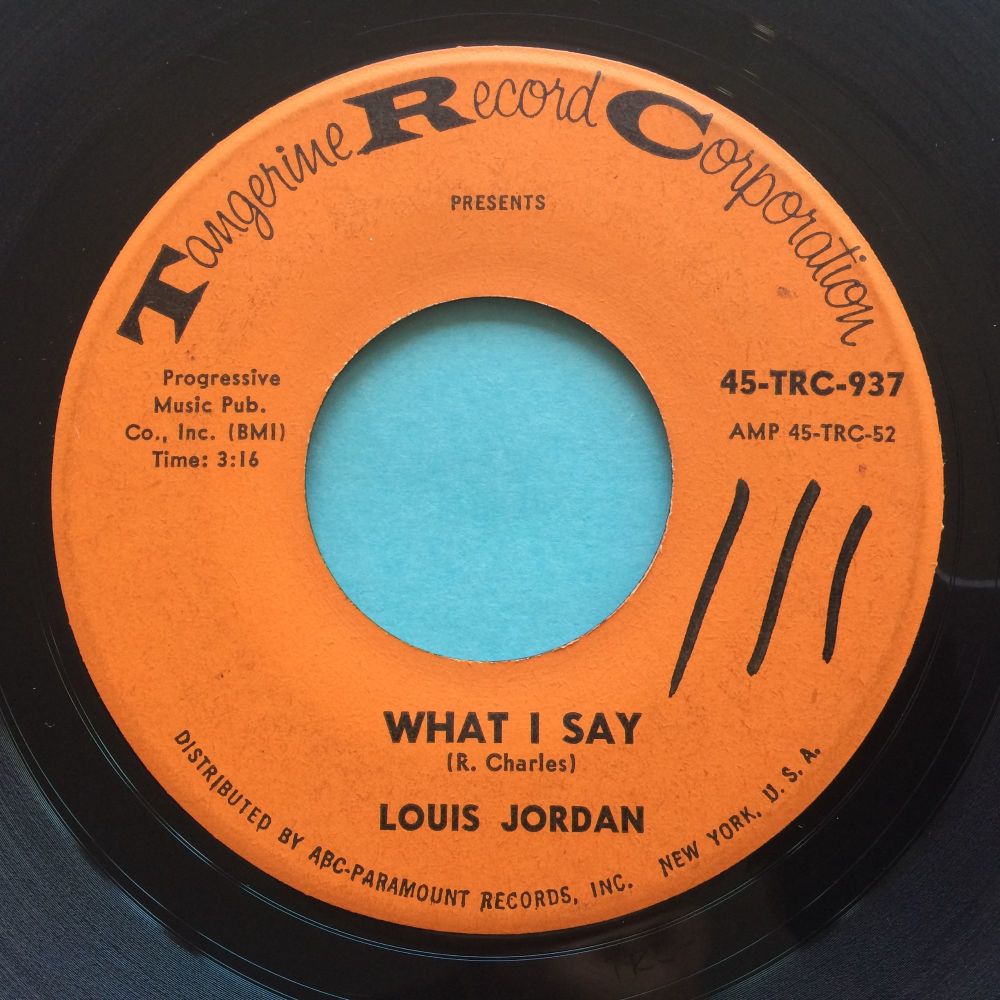 Tangerine Record Corporation
PRESENTS
Progressive
Music Pub.
Co., Inc. (BMI)
Time: 3:16
45-TRC-937
AMP 45-TRC-52
WHAT I SAY
(R. Charles)
LOUIS JORDAN
DISTRIBUTED BY ABC-PARAMOUNT RECORDS, INC. NEW YORK, U. S. A.